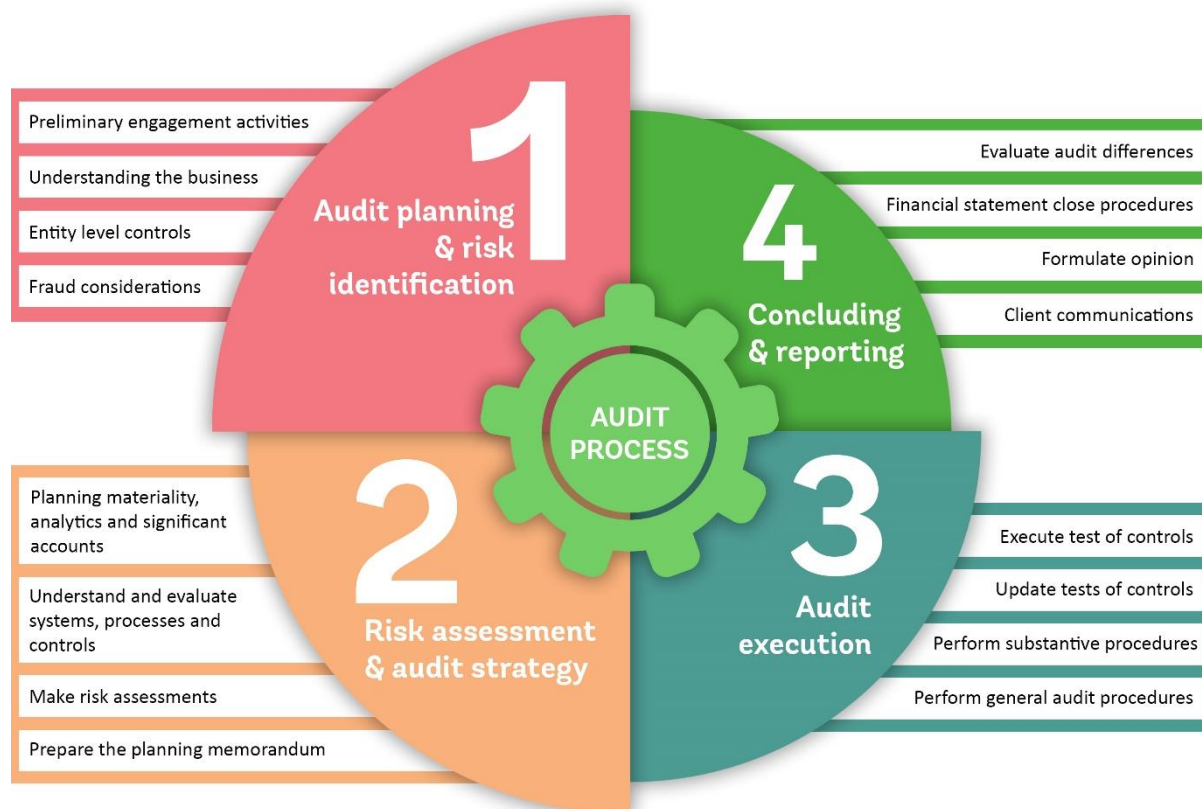 1
Audit planning
& risk
identification
Preliminary engagement activities
Understanding the business
Entity level controls
Fraud considerations
2
Risk assessment
& audit strategy
Planning materiality,
analytics and significant
accounts
Understand and evaluate
systems, processes and
controls
Make risk assessments
Prepare the planning memorandum
3
Audit
execution
Execute test of controls
Update tests of controls
Perform substantive procedures
Perform general audit procedures
4
Concluding
& reporting
Evaluate audit differences
Financial statement close procedures
Formulate opinion
Client communications
AUDIT
PROCESS